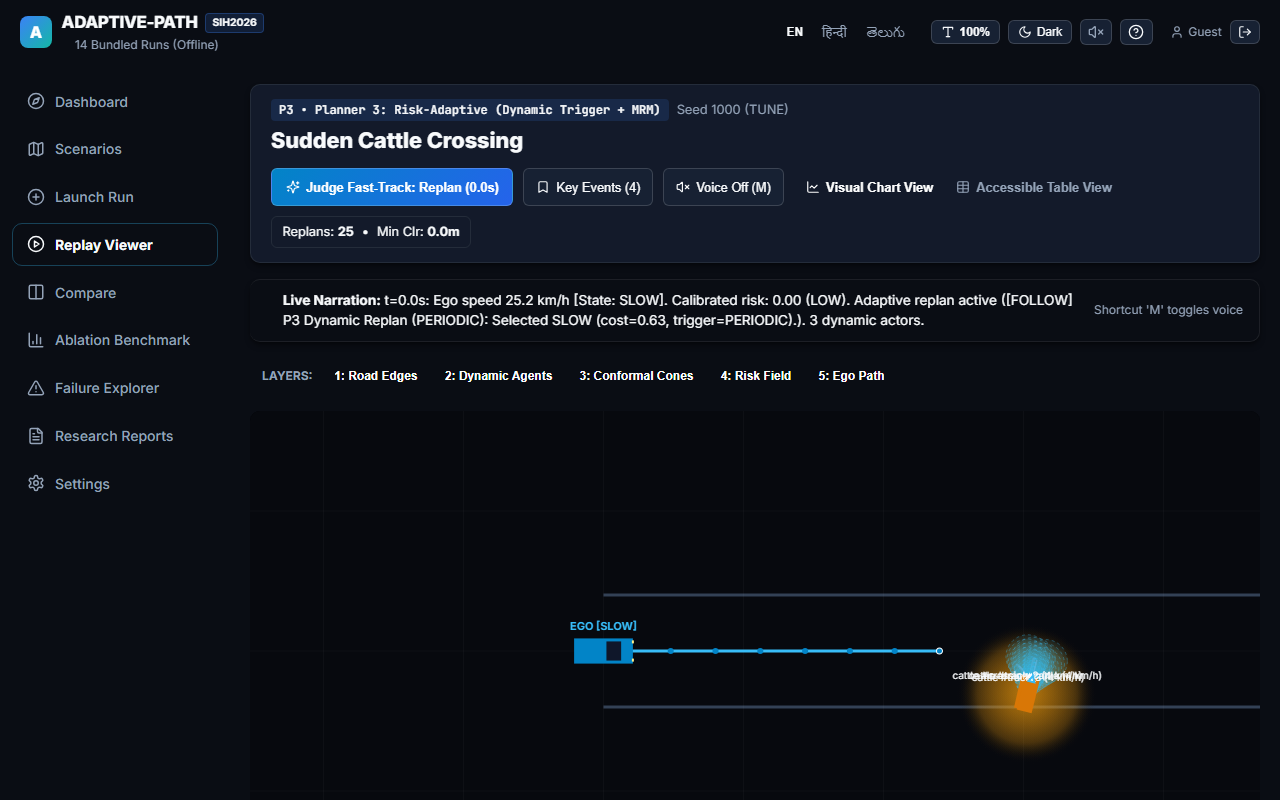 A
ADAPTIVE-PATH SIH2026
14 Bundled Runs (Offline)
EN हिन्दी తెలుగు 100% Dark Guest
Dashboard
Scenarios
Launch Run
Replay Viewer
Compare
Ablation Benchmark
Failure Explorer
Research Reports
Settings
P3 • Planner 3: Risk-Adaptive (Dynamic Trigger + MRM) Seed 1000 (TUNE)
Sudden Cattle Crossing
Judge Fast-Track: Replan (0.0s) Key Events (4) Voice Off (M) Visual Chart View Accessible Table View
Replans: 25 • Min Clr: 0.0m
Live Narration: t=0.0s: Ego speed 25.2 km/h [State: SLOW]. Calibrated risk: 0.00 (LOW). Adaptive replan active ([FOLLOW]
P3 Dynamic Replan (PERIODIC): Selected SLOW (cost=0.63, trigger=PERIODIC).). 3 dynamic actors.
Shortcut 'M' toggles voice
LAYERS: 1: Road Edges 2: Dynamic Agents 3: Conformal Cones 4: Risk Field 5: Ego Path
EGO [SLOW]